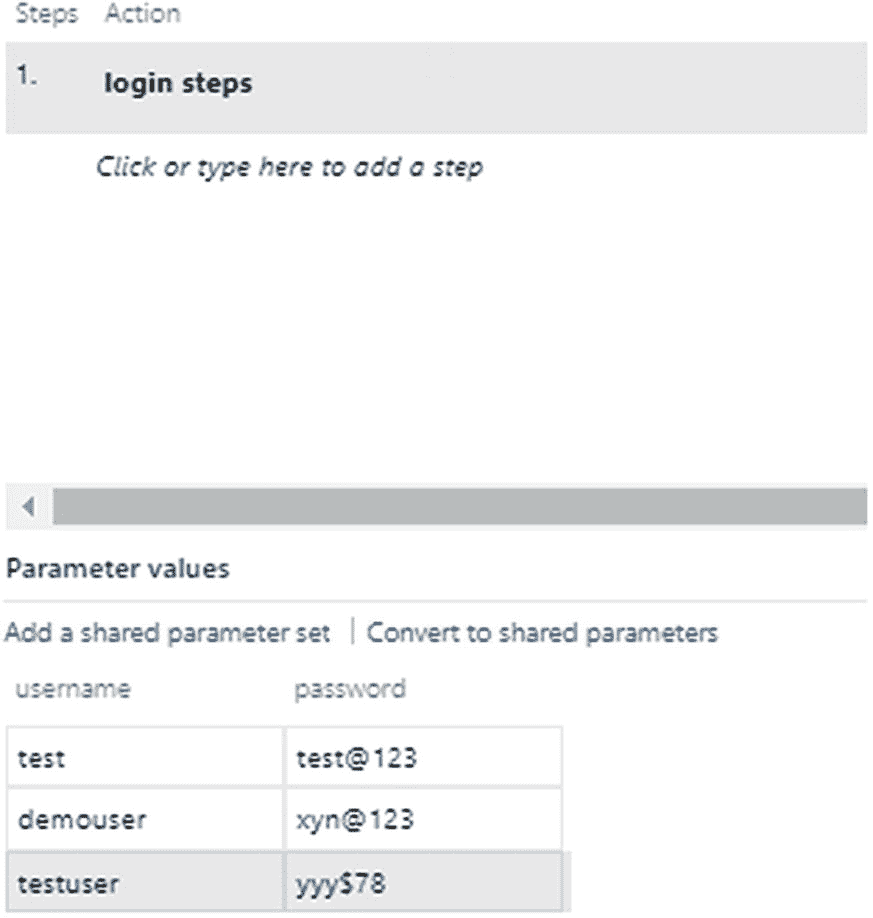 Steps Action
1. login steps
Click or type here to add a step
Parameter values
Add a shared parameter set | Convert to shared parameters
username password
test test@123
demouser xyn@123
testuser yyy$78